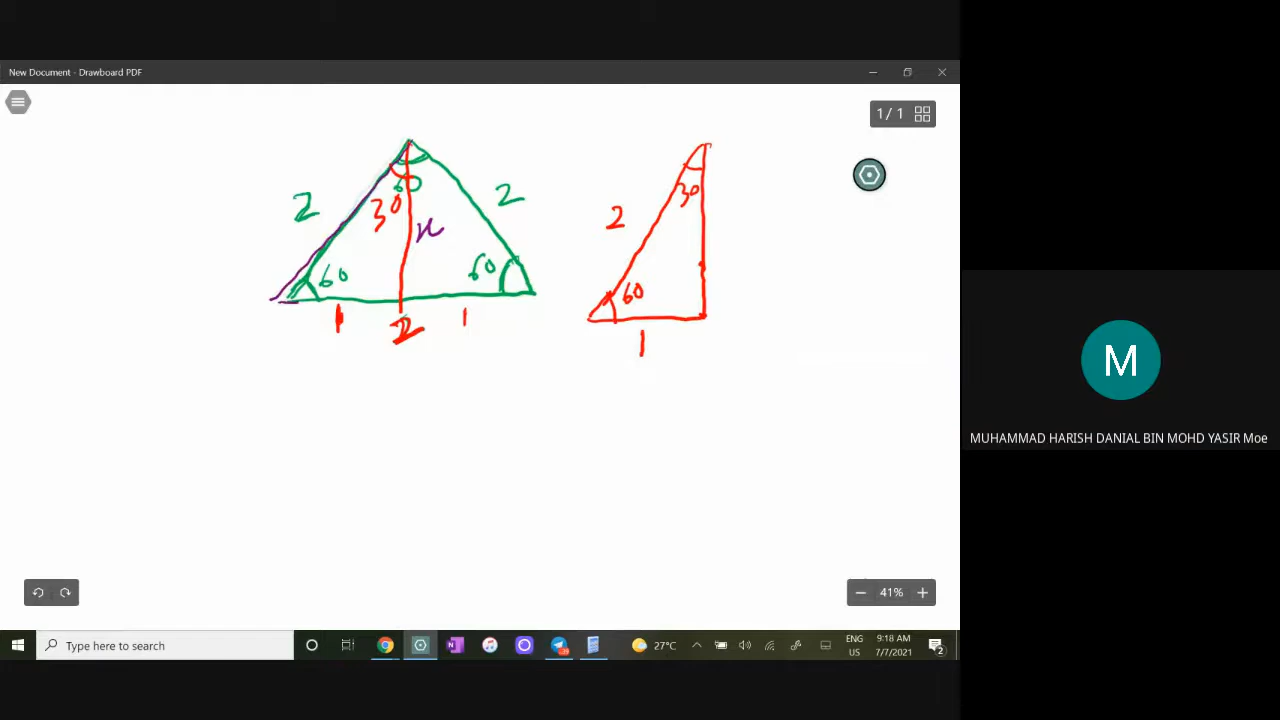 New Document - Drawboard PDF
1 / 1
60
30
2
2
x
60
60
1
2
1
30
2
60
1
M
MUHAMMAD HARISH DANIAL BIN MOHD YASIR Moe
41%
Type here to search
27°C
ENG
US
9:18 AM
7/7/2021
2